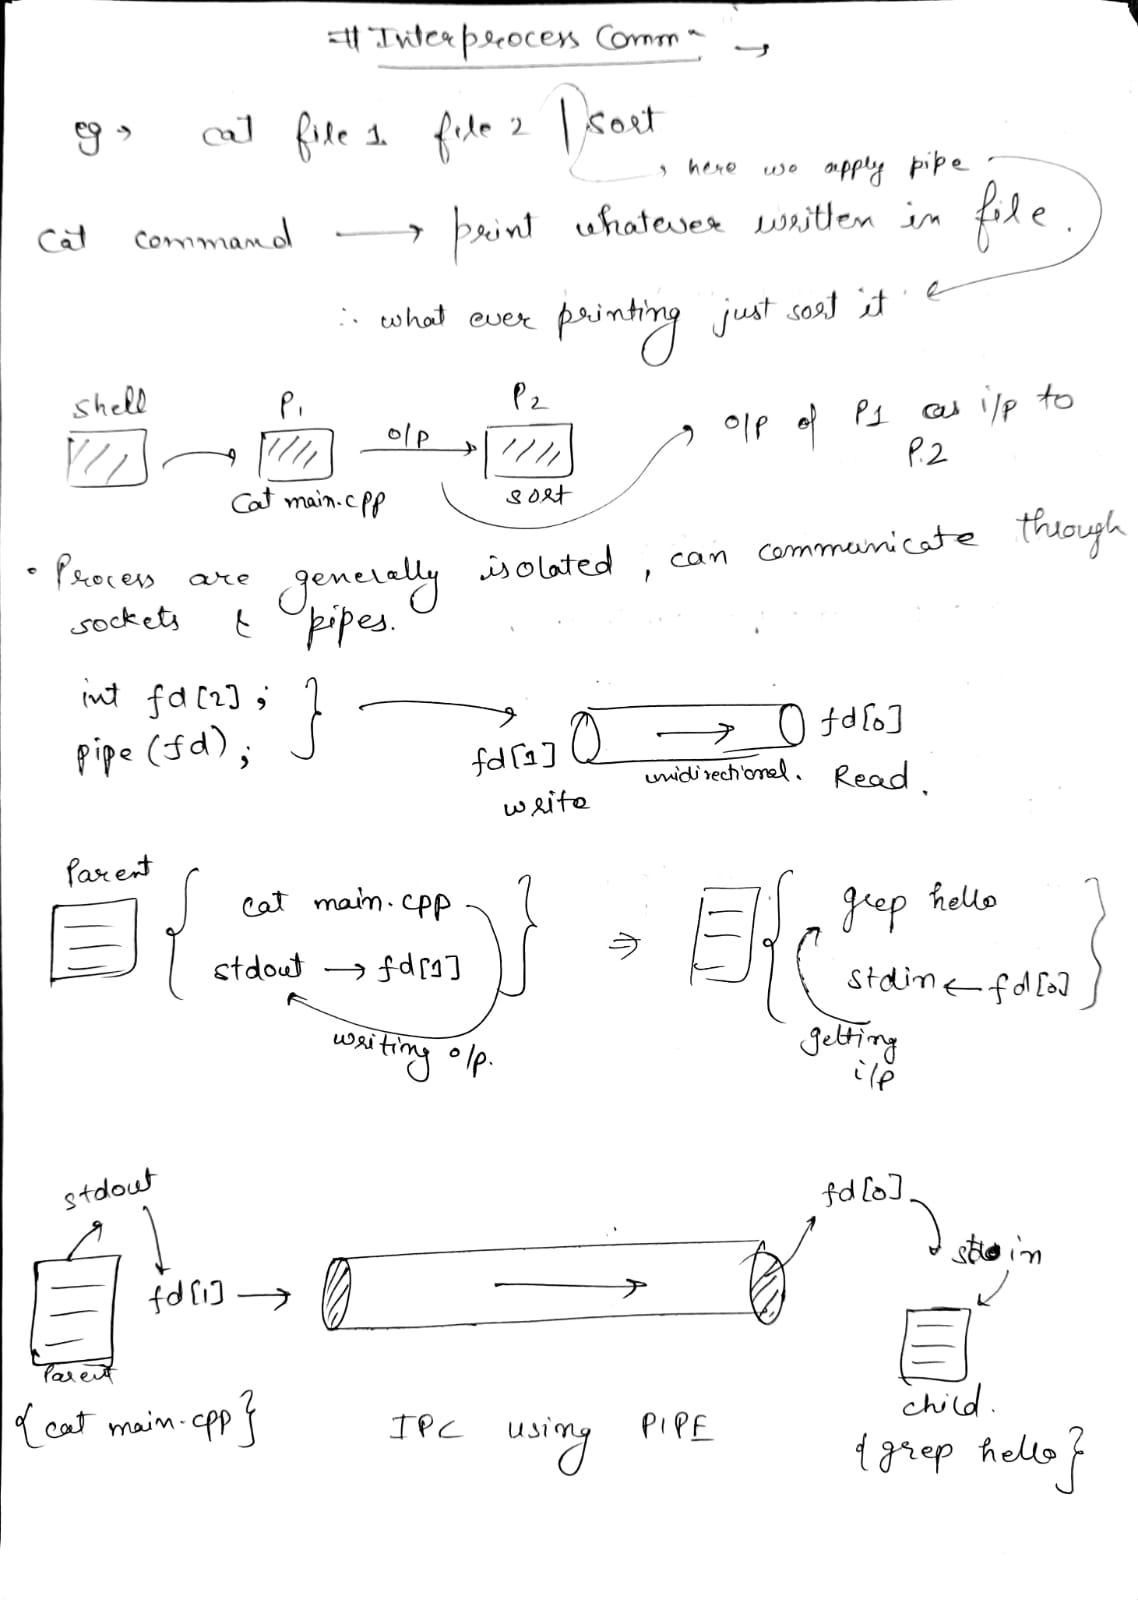 # Interprocess Comm~ →
eg → cat file 1 file 2 | sort
→ here we apply pipe
Cat command ⟶ print whatever written in file.
∴ what ever printing just sort it
Shell P1 P2
o/p
o/p of P1 as i/p to P.2
Cat main.cpp sort
• Process are generally isolated, can communicate through
sockets & pipes.
int fd[2];
pipe(fd);
fd[1] fd[0]
write unidirectional. Read.
Parent
cat main.cpp
stdout → fd[1]
writing o/p.
⇒
grep hello
stdin ← fd[0]
getting
i/p
stdout fd[0]
fd[1] → stdin
Parent
{cat main.cpp}
IPC using PIPE
child.
{grep hello}